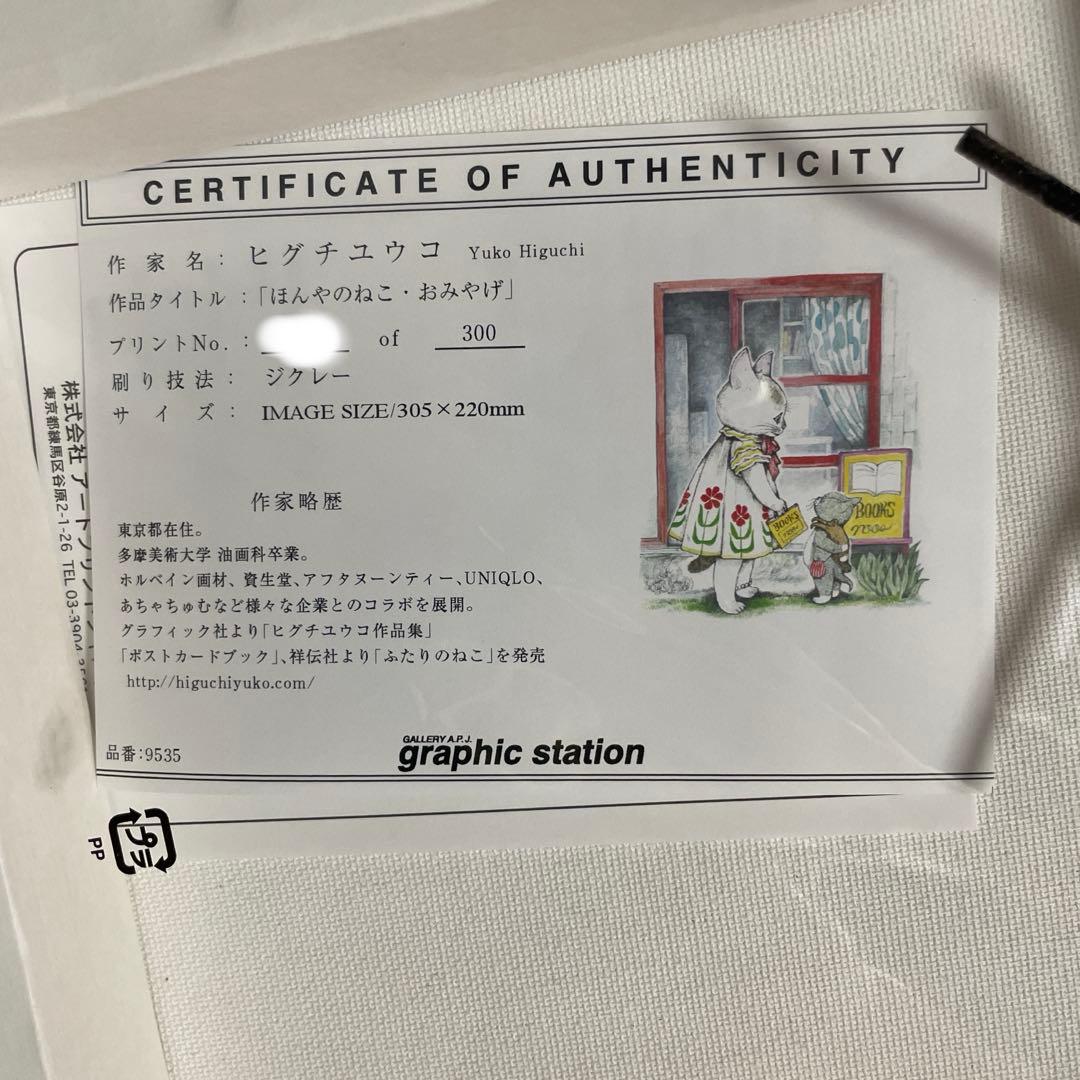 CERTIFICATE OF AUTHENTICITY
作家名: ヒグチユウコ Yuko Higuchi
作品タイトル:「ほんやのねこ・おみやげ」
プリントNo.: of 300
刷り技法: ジクレー
サイズ: IMAGE SIZE/305×220mm
作家略歴
東京都在住。
多摩美術大学 油画科卒業。
ホルベイン画材、資生堂、アフタヌーンティー、UNIQLO、
あちゃちゅむなど様々な企業とのコラボを展開。
グラフィック社より「ヒグチユウコ作品集」
「ポストカードブック」、祥伝社より「ふたりのねこ」を発売
http://higuchiyuko.com/
品番:9535
GALLERY A.P.J.
graphic station
BOOKS
BOOKS
株式会社 アートプリント
東京都練馬区谷原2-1-26 TEL 03-3904
プラ
PP